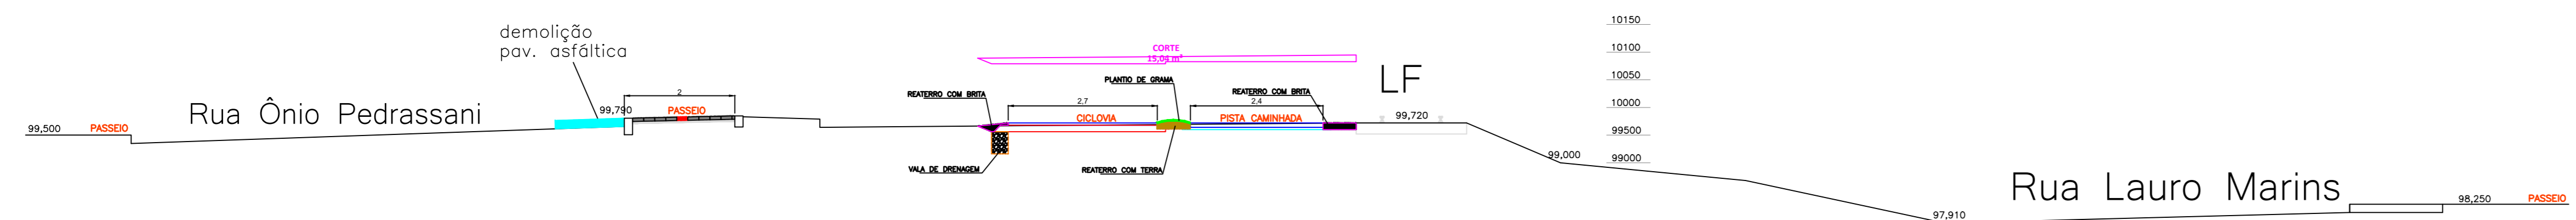 demolição
pav. asfáltica
Rua Ônio Pedrassani
99,500
PASSEIO
99,790
2
PASSEIO
CORTE
15,04 m²
PLANTIO DE GRAMA
REATERRO COM BRITA
2,7
2,4
REATERRO COM BRITA
CICLOVIA
PISTA CAMINHADA
VALA DE DRENAGEM
REATERRO COM TERRA
LF
99,720
99,000
10150
10100
10050
10000
99500
99000
97,910
Rua Lauro Marins
98,250
PASSEIO